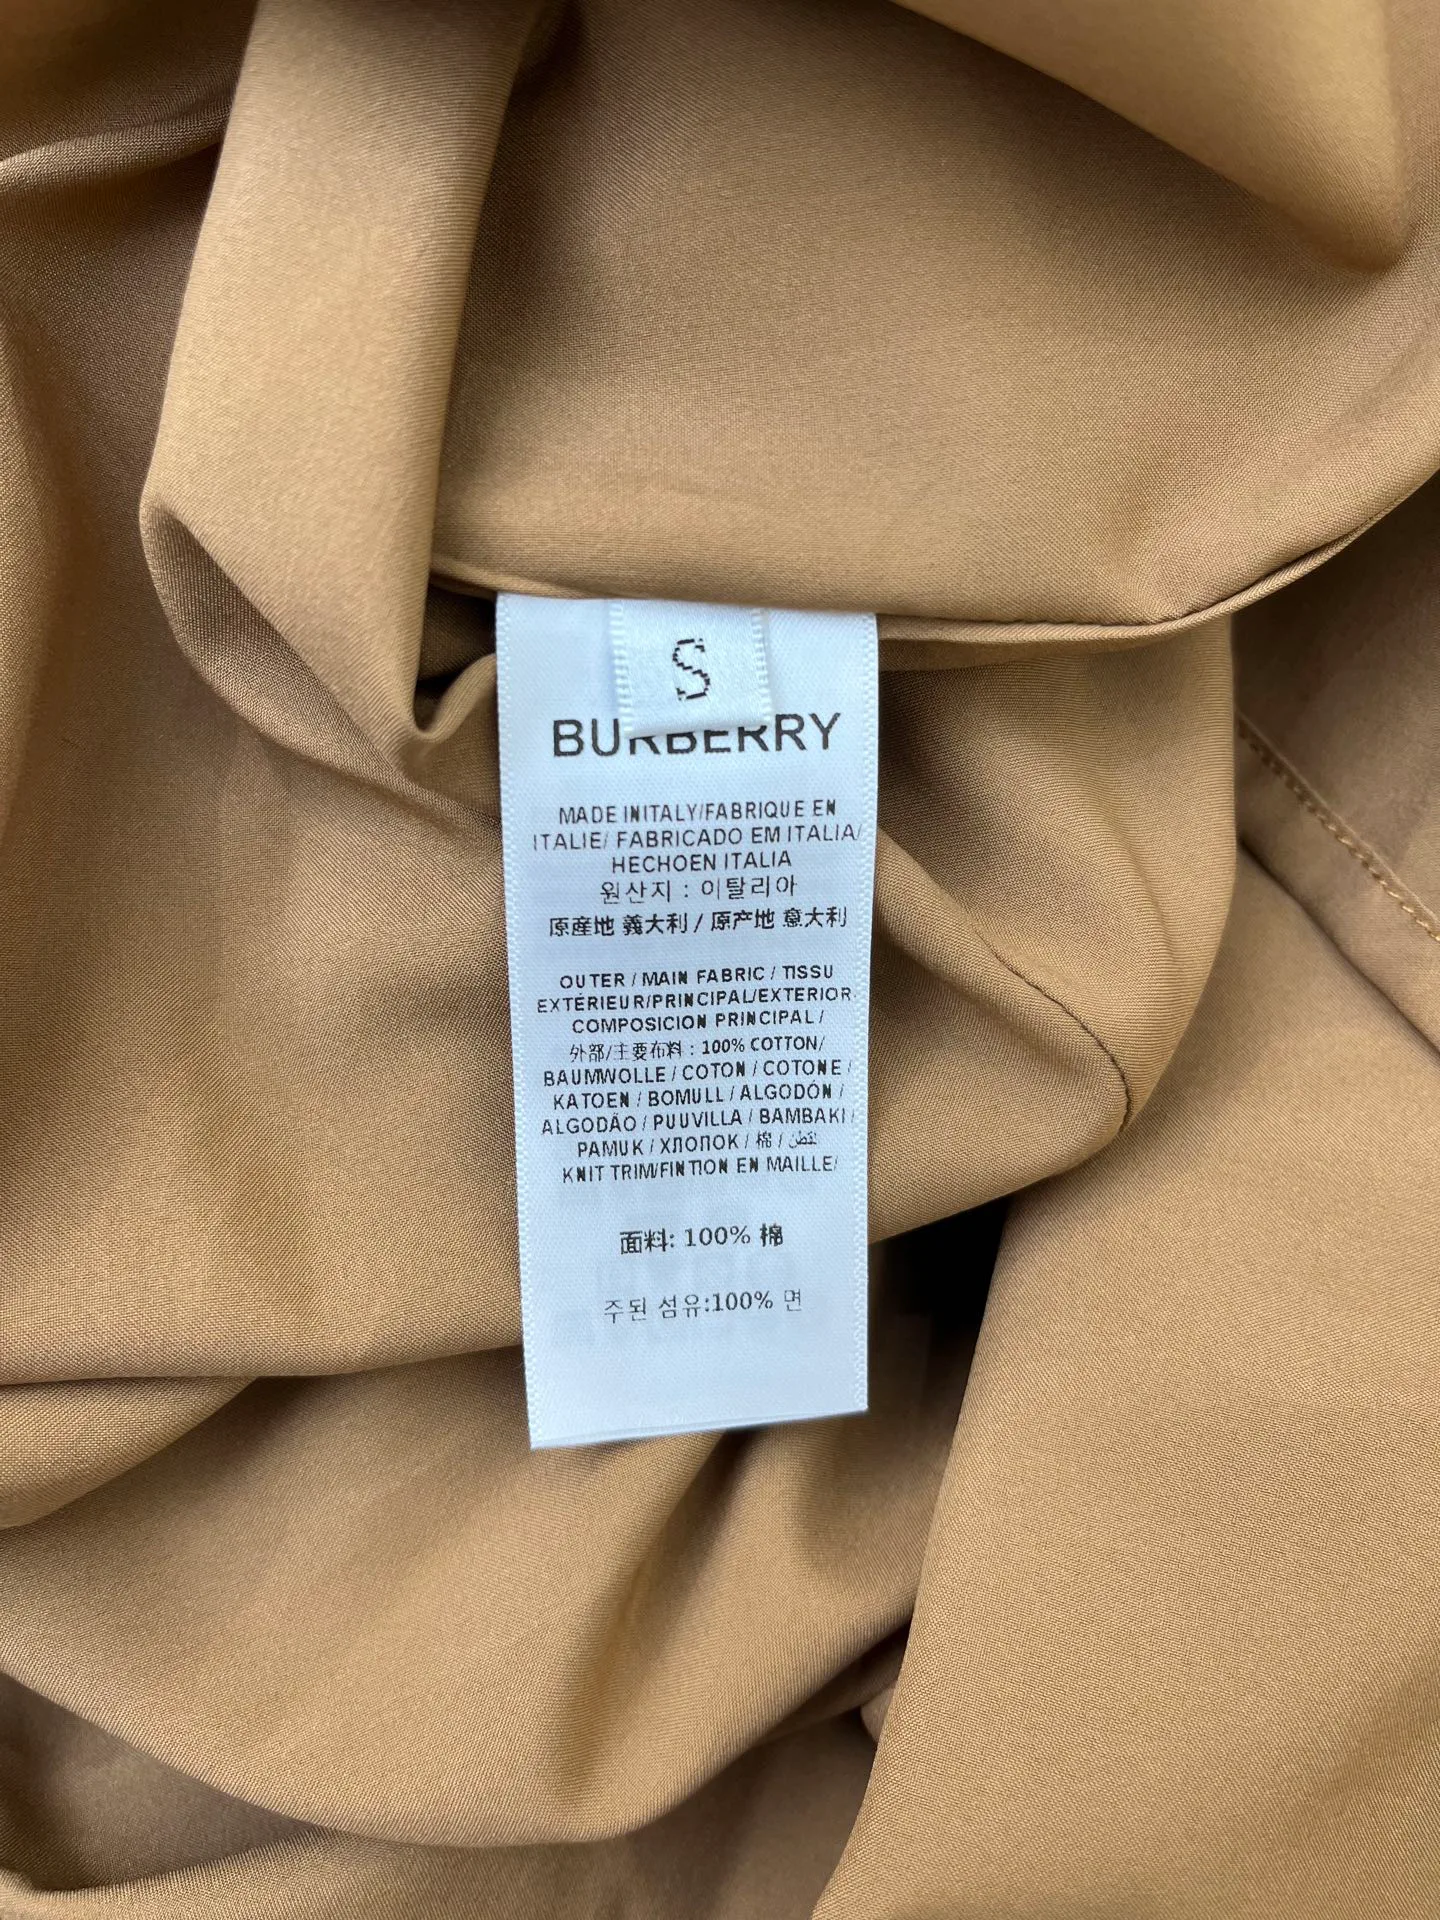 S
BURBERRY
MADE INITALY/FABRIQUE EN
ITALIE/ FABRICADO EM ITALIA/
HECHOEN ITALIA
원산지 : 이탈리아
原産地 義大利 / 原产地 意大利
OUTER / MAIN FABRIC / TISSU
EXTÉRIEUR/PRINCIPAL/EXTERIOR.
COMPOSICION PRINCIPAL /
外部/主要布料 : 100% COTTON/
BAUMWOLLE / COTON / COTONE /
KATOEN / BOMULL / ALGODÓN /
ALGODÃO / PUUVILLA / BAMBAKI /
PAMUK / ХЛОПОК / 棉 / قطن
KNIT TRIM/FINTION EN MAILLE/
面料: 100% 棉
주된 섬유:100% 면